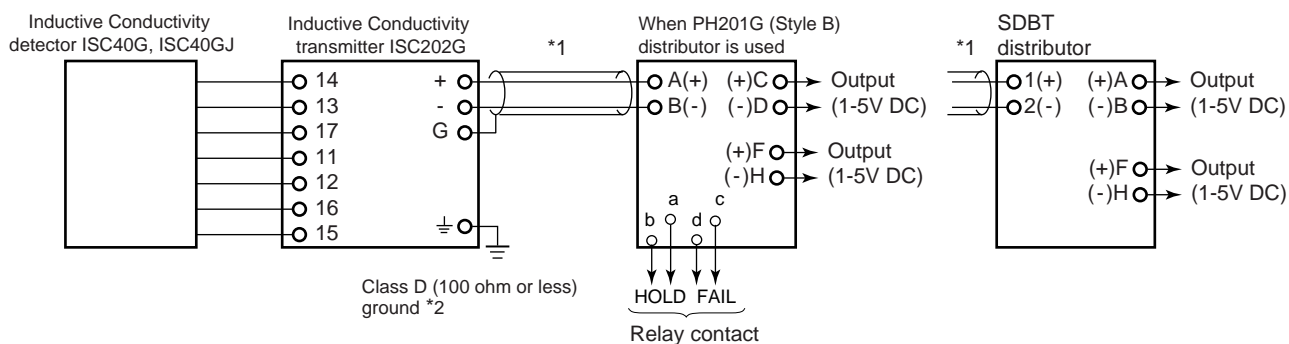 Inductive Conductivity
detector ISC40G, ISC40GJ
Inductive Conductivity
transmitter ISC202G
*1
When PH201G (Style B)
distributor is used
*1
SDBT
distributor
14
13
17
11
12
16
15
+
-
G
Class D (100 ohm or less)
ground *2
A(+)
B(-)
(+)C
(-)D
Output
(1-5V DC)
(+)F
(-)H
Output
(1-5V DC)
b
a
d
c
HOLD
FAIL
Relay contact
1(+)
2(-)
(+)A
(-)B
Output
(1-5V DC)
(+)F
(-)H
Output
(1-5V DC)